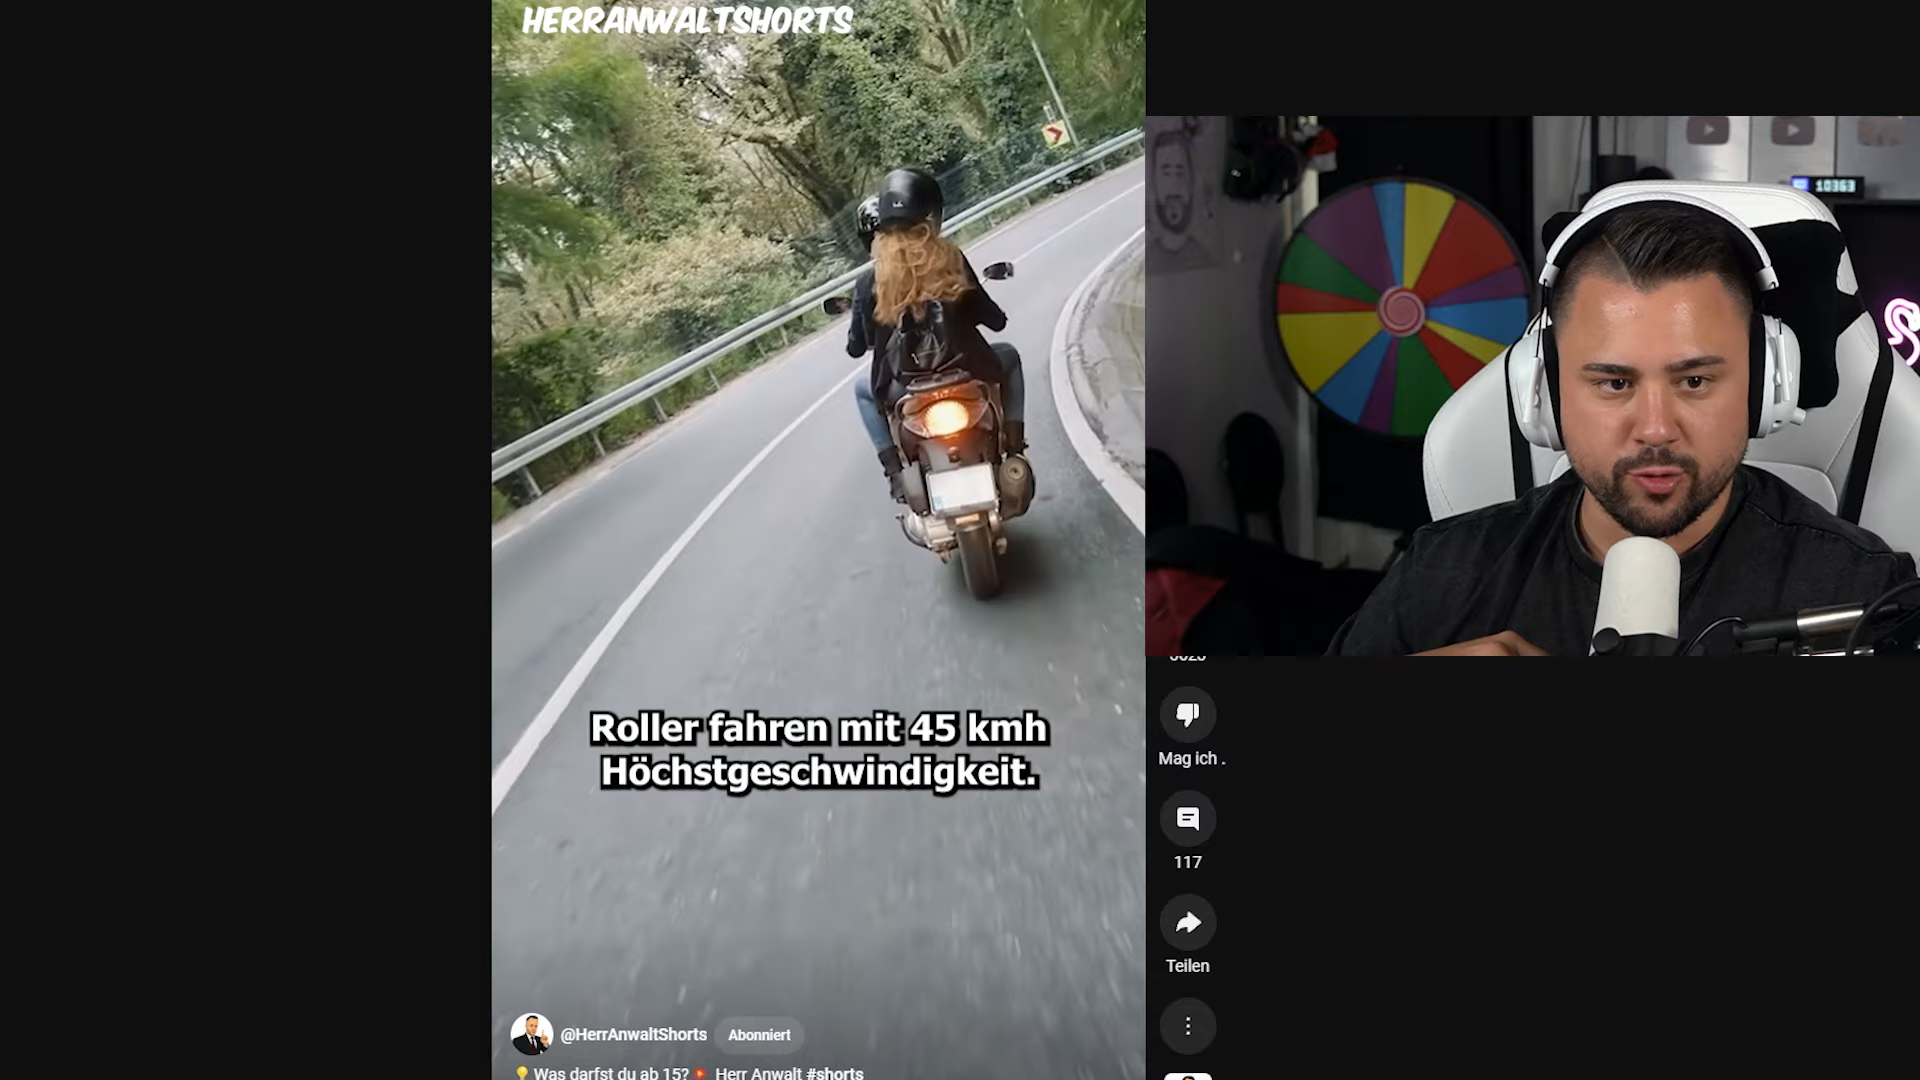 HERRANWALTSHORTS
10363
Roller fahren mit 45 kmh
Höchstgeschwindigkeit.
Mag ich .
117
Teilen
@HerrAnwaltShorts Abonniert
Was darfst du ab 15? Herr Anwalt #shorts